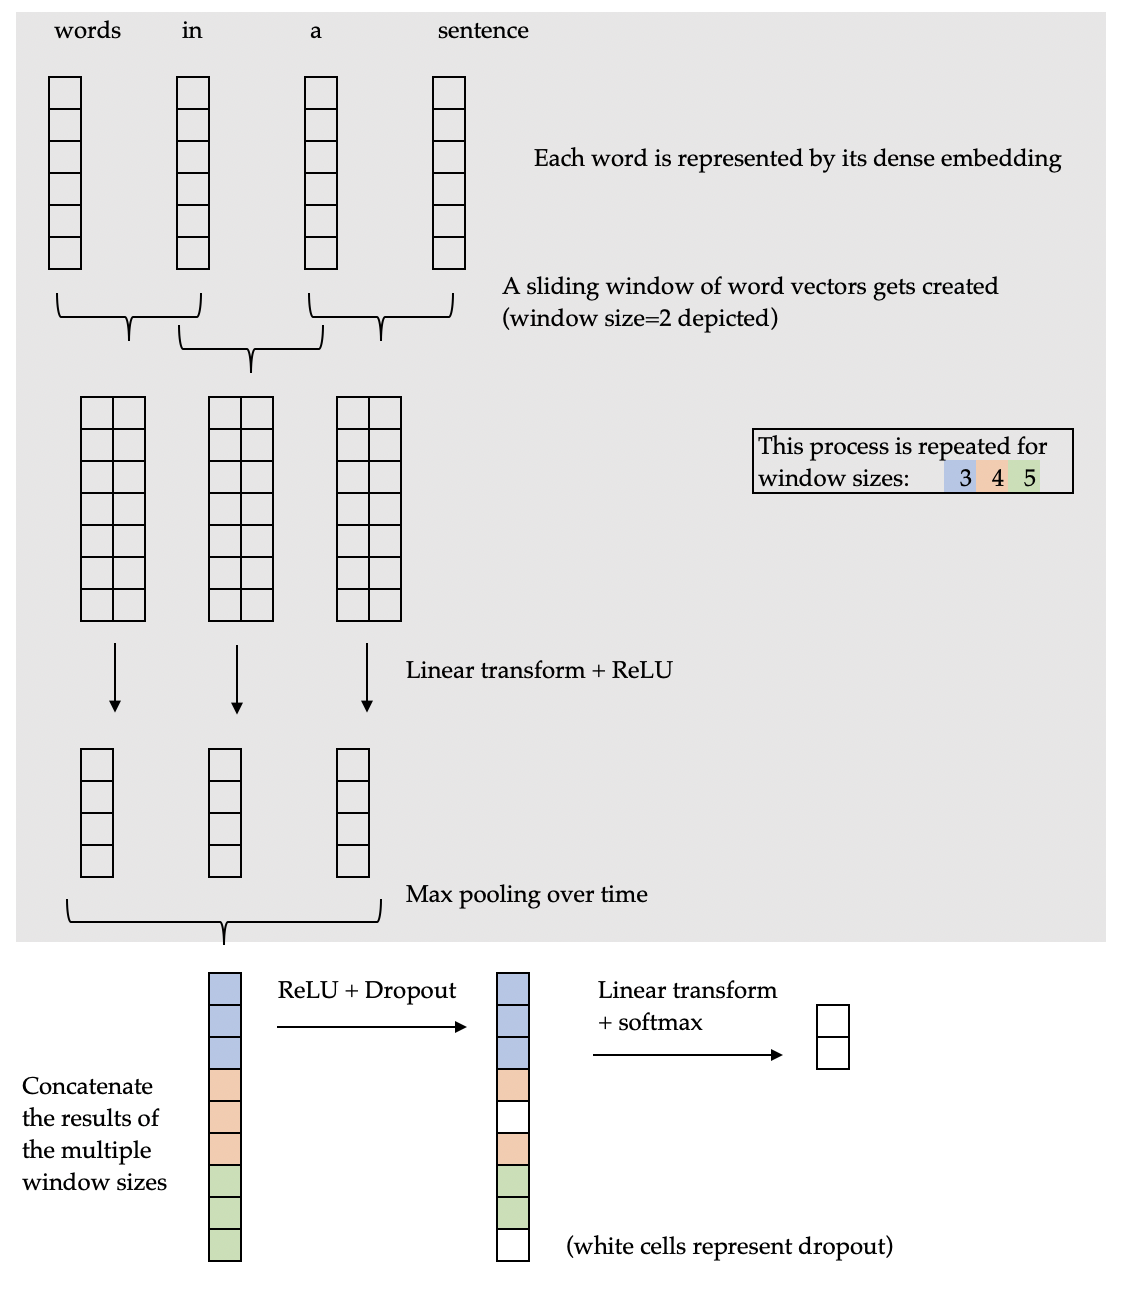 words in a sentence
Each word is represented by its dense embedding
A sliding window of word vectors gets created
(window size=2 depicted)
This process is repeated for
window sizes: 3 4 5
Linear transform + ReLU
Max pooling over time
ReLU + Dropout
Linear transform
+ softmax
Concatenate
the results of
the multiple
window sizes
(white cells represent dropout)